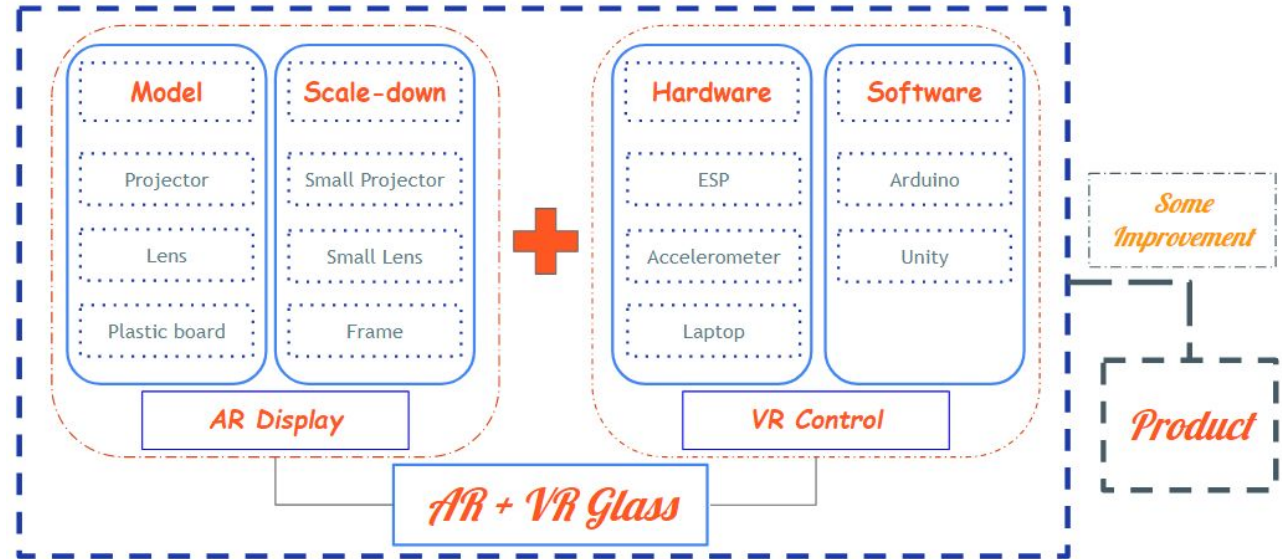 Model
Projector
Lens
Plastic board
Scale-down
Small Projector
Small Lens
Frame
AR Display
Hardware
ESP
Accelerometer
Laptop
Software
Arduino
Unity
VR Control
AR + VR Glass
Some
Improvement
Product